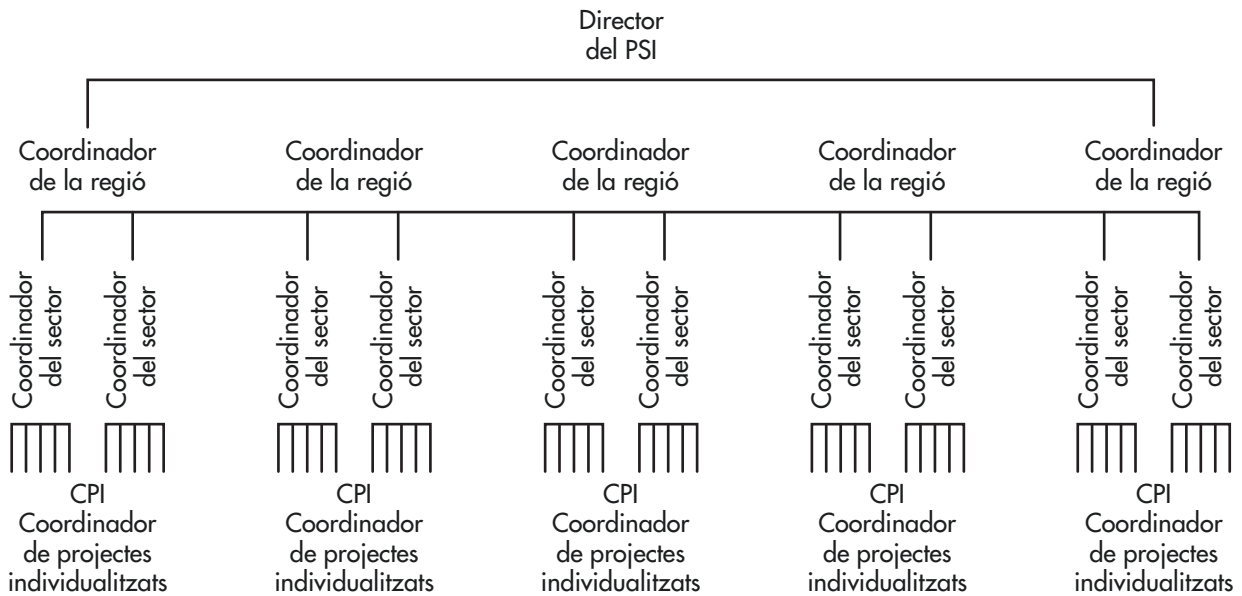 Director
del PSI
Coordinador
de la regió
Coordinador
de la regió
Coordinador
de la regió
Coordinador
de la regió
Coordinador
de la regió
Coordinador
del sector
Coordinador
del sector
Coordinador
del sector
Coordinador
del sector
Coordinador
del sector
Coordinador
del sector
Coordinador
del sector
Coordinador
del sector
Coordinador
del sector
Coordinador
del sector
CPI
Coordinador
de projectes
individualitzats
CPI
Coordinador
de projectes
individualitzats
CPI
Coordinador
de projectes
individualitzats
CPI
Coordinador
de projectes
individualitzats
CPI
Coordinador
de projectes
individualitzats